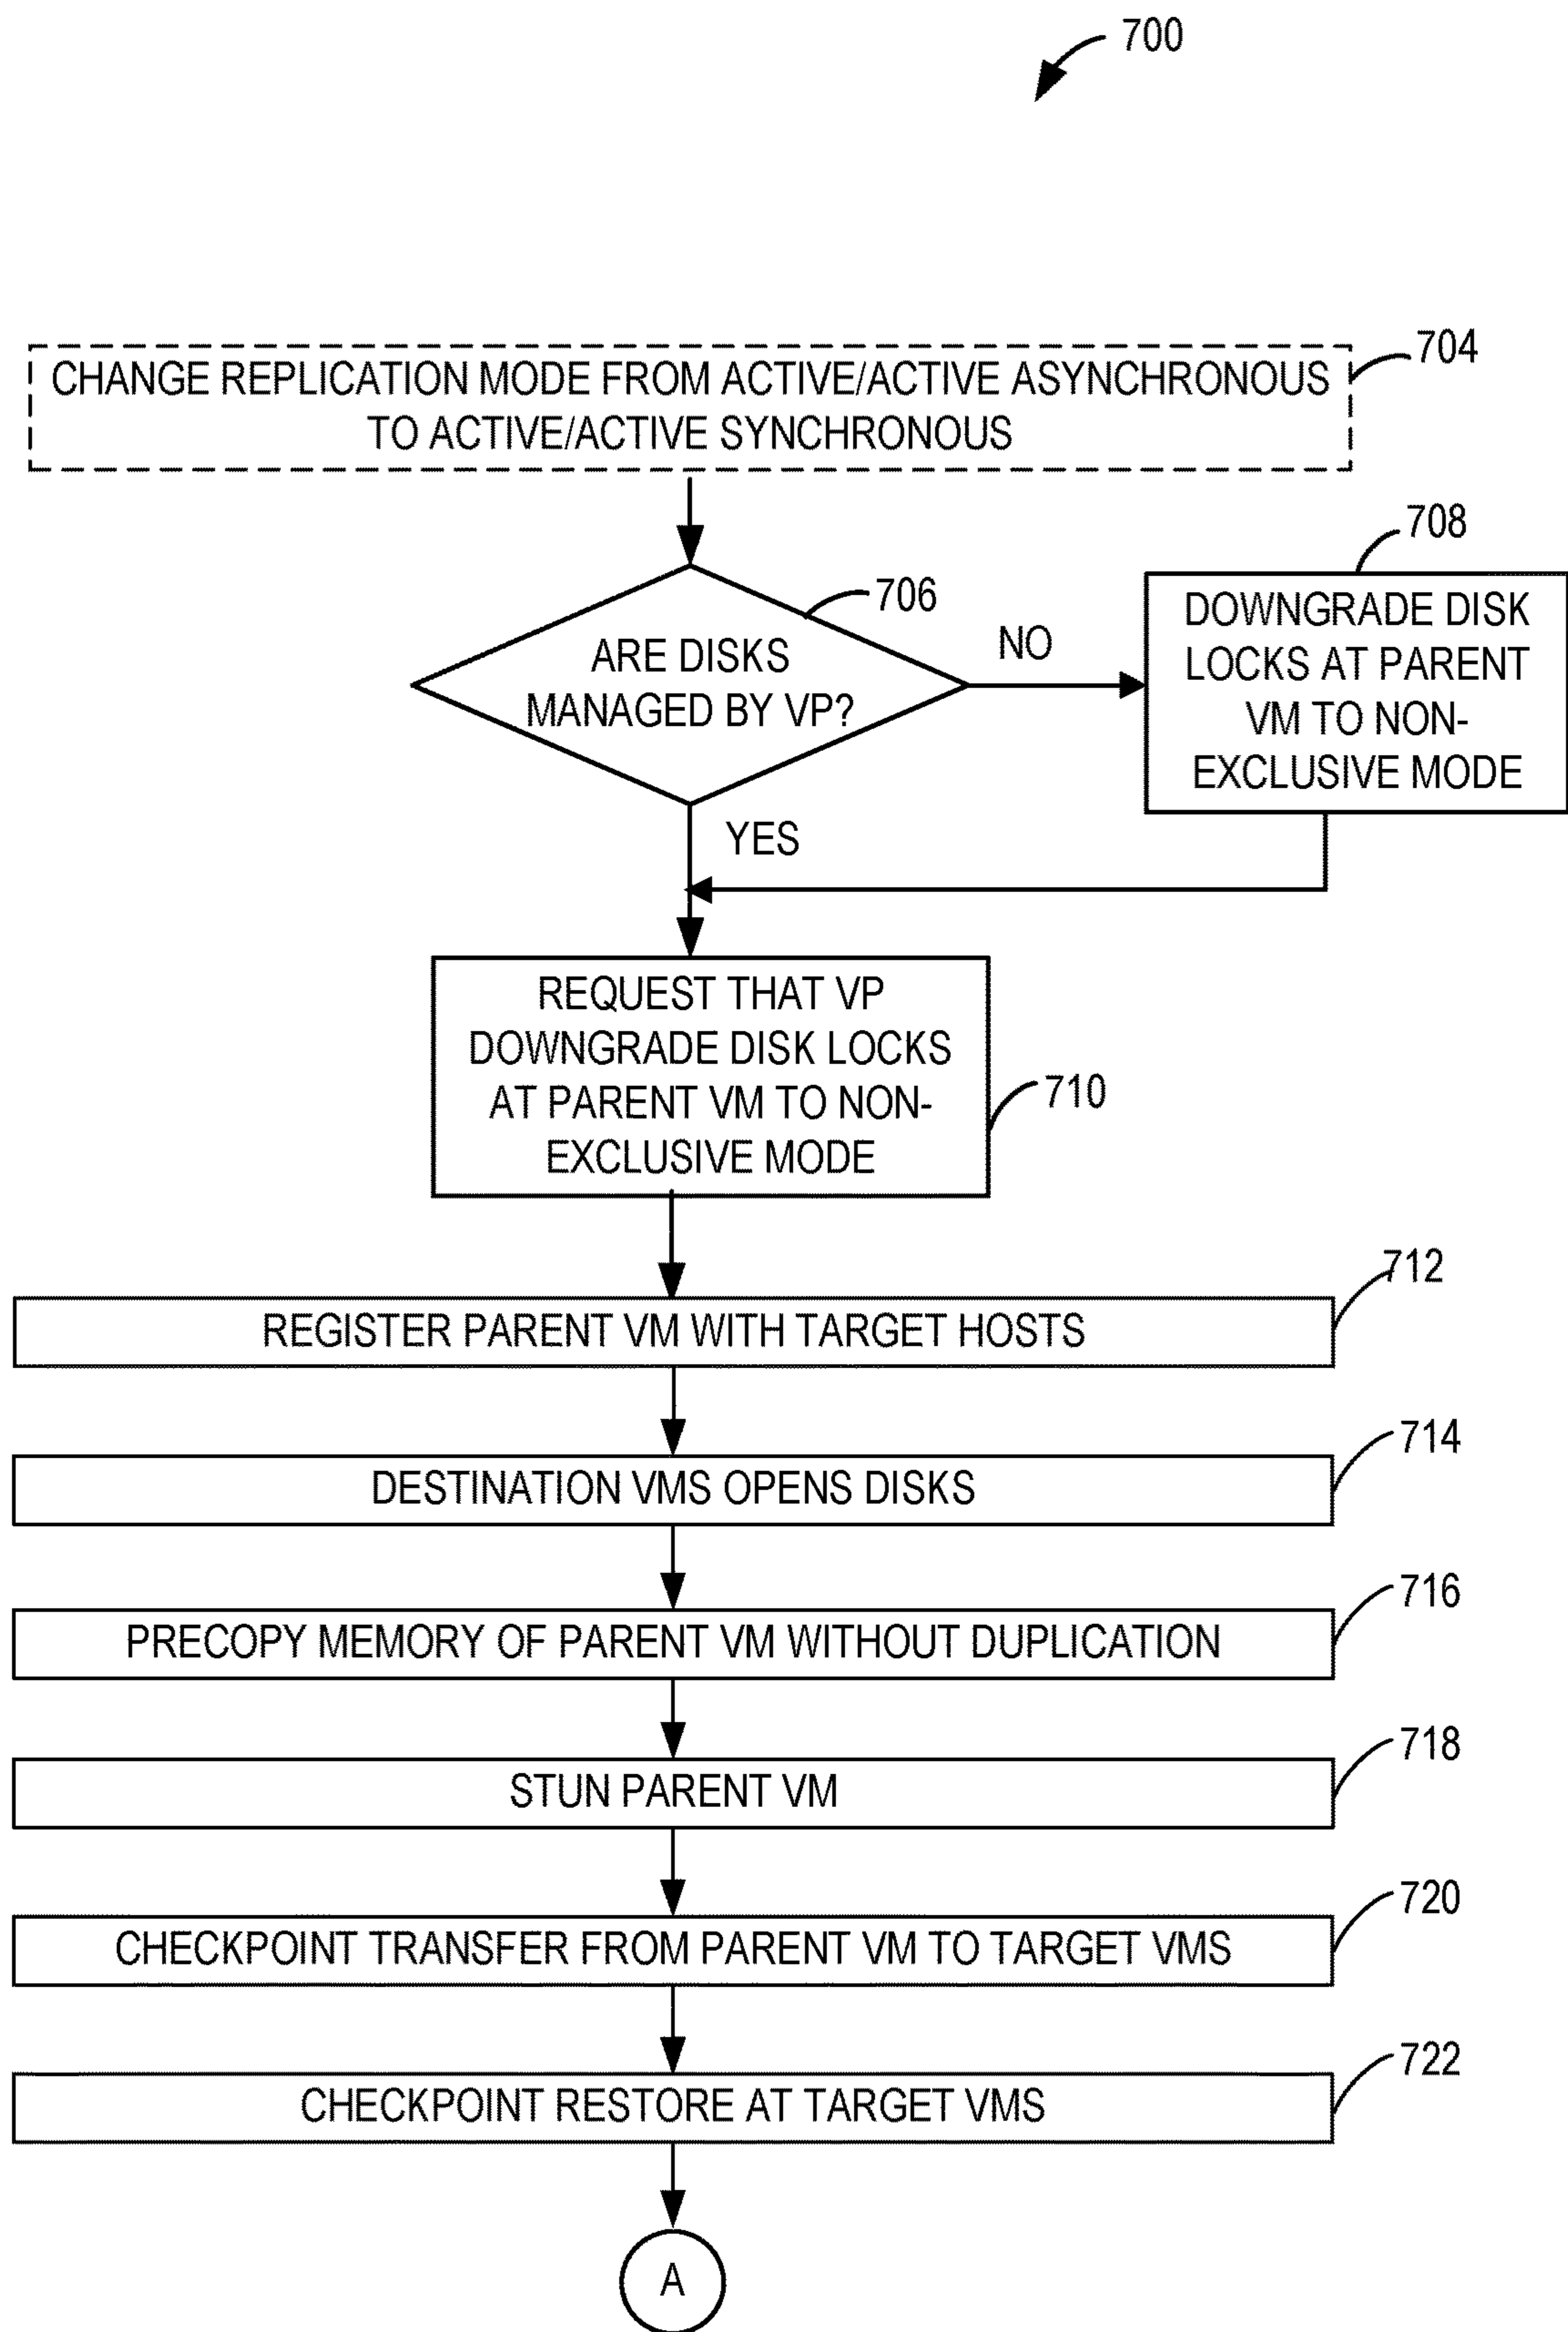 700
CHANGE REPLICATION MODE FROM ACTIVE/ACTIVE ASYNCHRONOUS
TO ACTIVE/ACTIVE SYNCHRONOUS
704
706
ARE DISKS
MANAGED BY VP?
NO
708
DOWNGRADE DISK
LOCKS AT PARENT
VM TO NON-
EXCLUSIVE MODE
YES
REQUEST THAT VP
DOWNGRADE DISK LOCKS
AT PARENT VM TO NON-
EXCLUSIVE MODE
710
712
REGISTER PARENT VM WITH TARGET HOSTS
714
DESTINATION VMS OPENS DISKS
716
PRECOPY MEMORY OF PARENT VM WITHOUT DUPLICATION
718
STUN PARENT VM
720
CHECKPOINT TRANSFER FROM PARENT VM TO TARGET VMS
722
CHECKPOINT RESTORE AT TARGET VMS
A